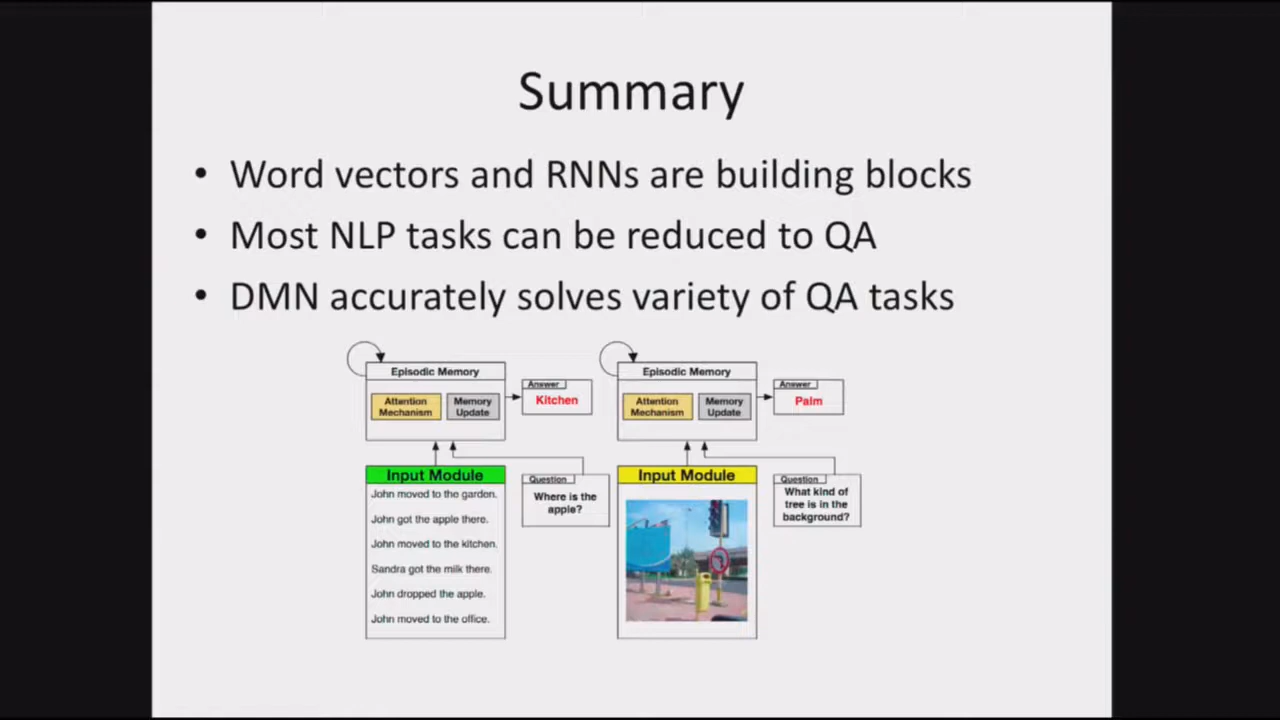 Summary
• Word vectors and RNNs are building blocks
• Most NLP tasks can be reduced to QA
• DMN accurately solves variety of QA tasks
Episodic Memory
Attention
Mechanism
Memory
Update
Answer
Kitchen
Input Module
John moved to the garden.
John got the apple there.
John moved to the kitchen.
Sandra got the milk there.
John dropped the apple.
John moved to the office.
Question
Where is the
apple?
Episodic Memory
Attention
Mechanism
Memory
Update
Answer
Palm
Input Module
Question
What kind of
tree is in the
background?